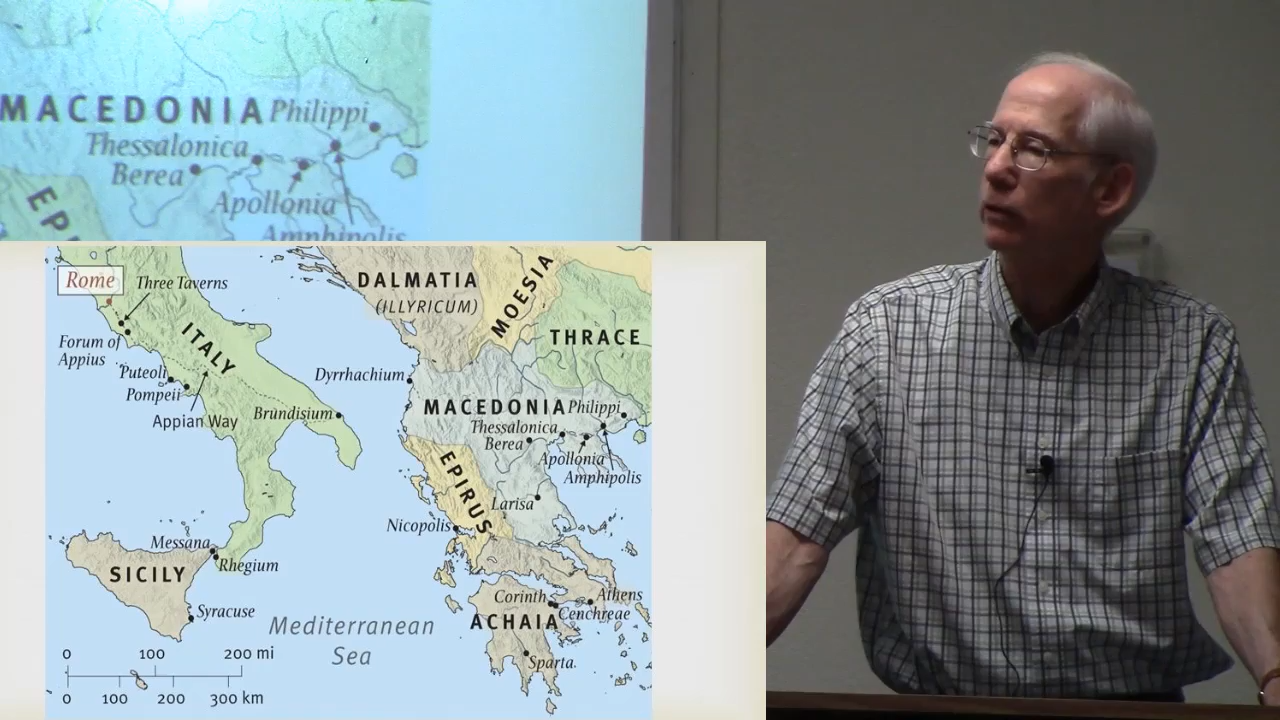 MACEDONIA Philippi
Thessalonica
Berea
Apollonia
Amphipolis
EPI
Rome
Three Taverns
DALMATIA
(ILLYRICUM)
MOESIA
THRACE
ITALY
Forum of
Appius
Puteoli
Pompeii
Appian Way
Brundisium
Dyrrhachium
MACEDONIA Philippi
Thessalonica
Berea
Apollonia
Amphipolis
EPIRUS
Larisa
Nicopolis
Messana
Rhegium
SICILY
Syracuse
Mediterranean
Sea
Corinth
Athens
Cenchreae
ACHAIA
Sparta
0 100 200 mi
0 100 200 300 km